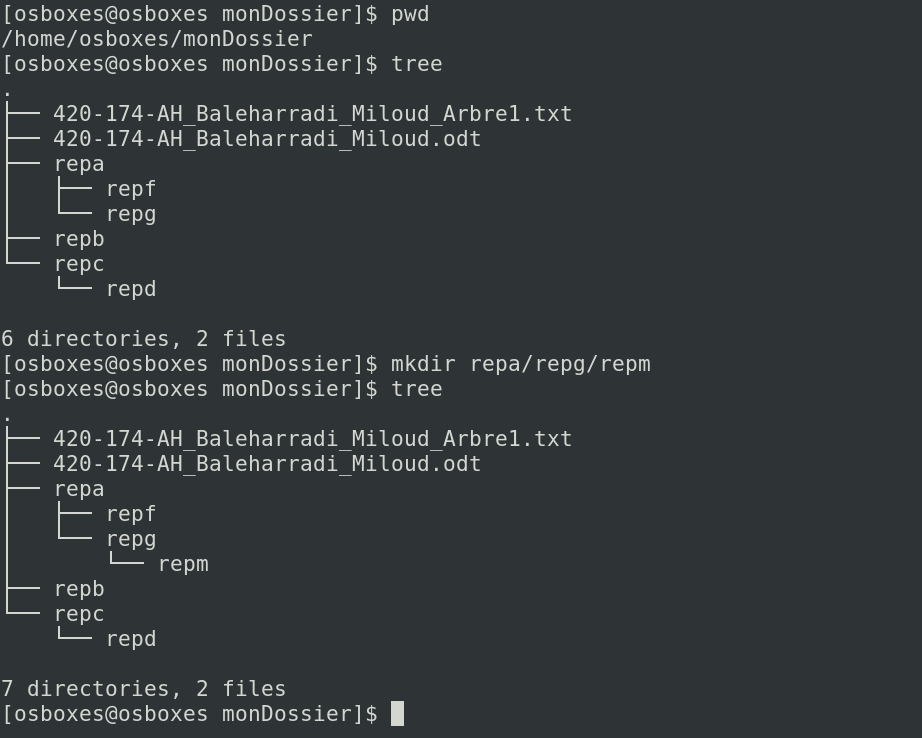 [osboxes@osboxes monDossier]$ pwd
/home/osboxes/monDossier
[osboxes@osboxes monDossier]$ tree
.
├── 420-174-AH_Baleharradi_Miloud_Arbre1.txt
├── 420-174-AH_Baleharradi_Miloud.odt
├── repa
│   ├── repf
│   └── repg
├── repb
└── repc
    └── repd

6 directories, 2 files
[osboxes@osboxes monDossier]$ mkdir repa/repg/repm
[osboxes@osboxes monDossier]$ tree
.
├── 420-174-AH_Baleharradi_Miloud_Arbre1.txt
├── 420-174-AH_Baleharradi_Miloud.odt
├── repa
│   ├── repf
│   └── repg
│       └── repm
├── repb
└── repc
    └── repd

7 directories, 2 files
[osboxes@osboxes monDossier]$